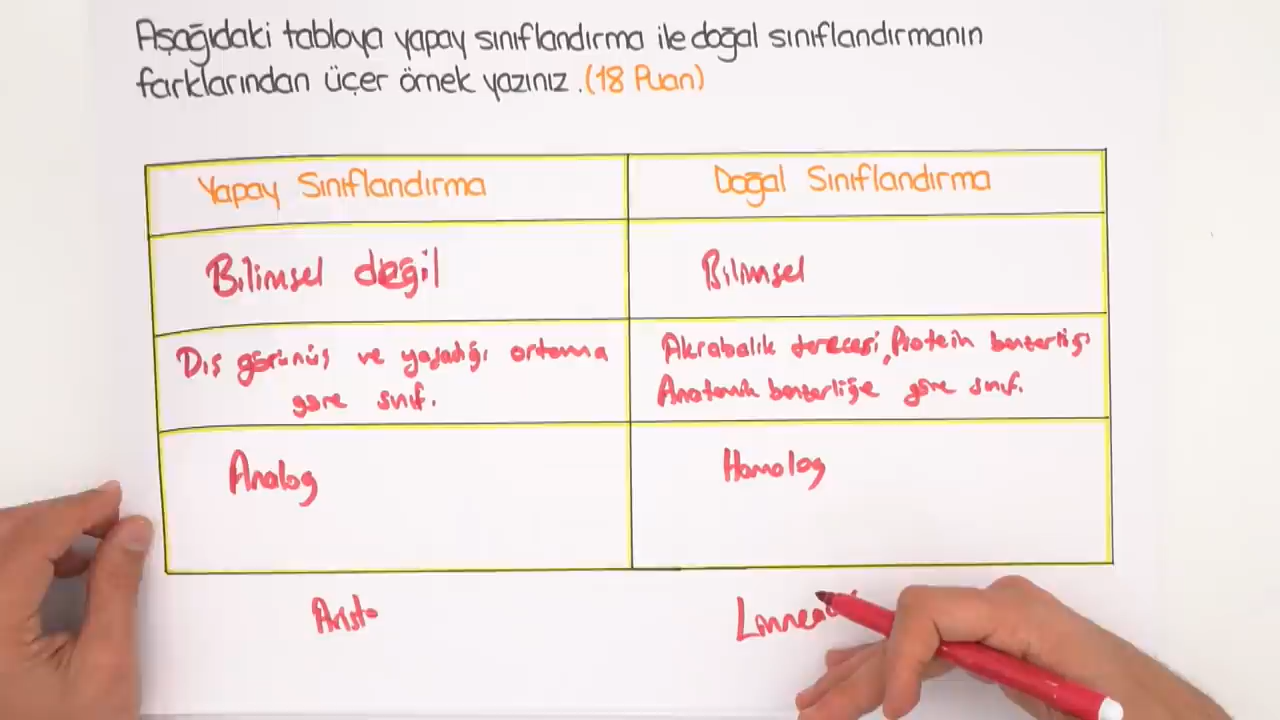 Aşağıdaki tabloya yapay sınıflandırma ile doğal sınıflandırmanın
farklarından üçer örnek yazınız. (18 Puan)
Yapay Sınıflandırma
Doğal Sınıflandırma
Bilimsel değil
Bilimsel
Dış görünüş ve yaşadığı ortama
göre sınıf.
Akrabalık derecesi, Protein benzerliği
Anatomik benzerliğe göre sınıf.
Analog
Homolog
Aristo